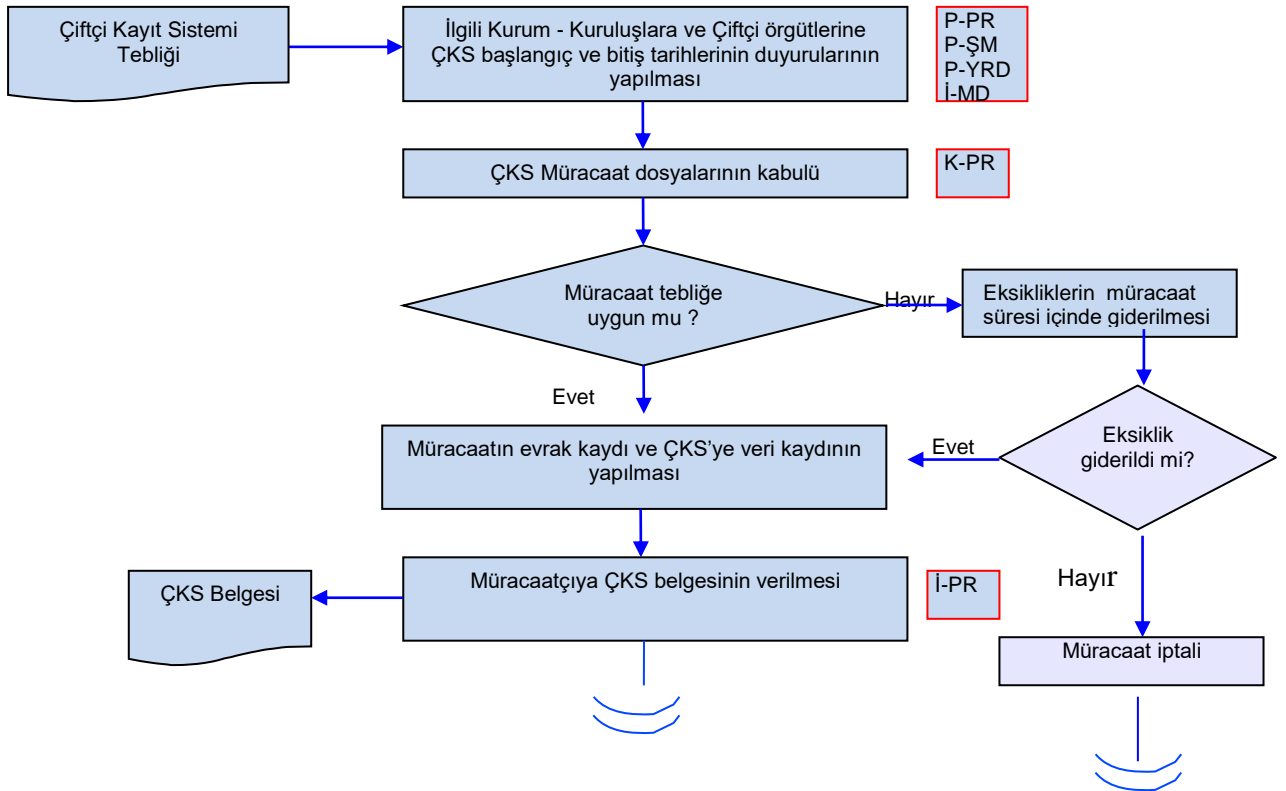 Çiftçi Kayıt Sistemi
Tebliği
İlgili Kurum - Kuruluşlara ve Çiftçi örgütlerine
ÇKS başlangıç ve bitiş tarihlerinin duyurularının
yapılması
P-PR
P-ŞM
P-YRD
İ-MD
ÇKS Müracaat dosyalarının kabulü
K-PR
Müracaat tebliğe
uygun mu ?
Hayır
Eksikliklerin müracaat
süresi içinde giderilmesi
Evet
Müracaatın evrak kaydı ve ÇKS’ye veri kaydının
yapılması
Evet
Eksiklik
giderildi mi?
Müracaatçıya ÇKS belgesinin verilmesi
İ-PR
ÇKS Belgesi
Hayır
Müracaat iptali